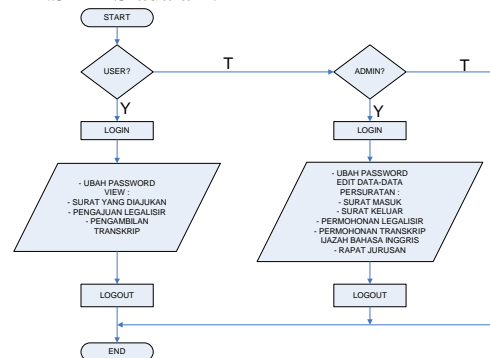 START
USER?
T
ADMIN?
T
Y
Y
LOGIN
LOGIN
- UBAH PASSWORD
VIEW :
- SURAT YANG DIAJUKAN
- PENGAJUAN LEGALISIR
- PENGAMBILAN
TRANSKRIP
- UBAH PASSWORD
EDIT DATA-DATA
PERSURATAN :
- SURAT MASUK
- SURAT KELUAR
- PERMOHONAN LEGALISIR
- PERMOHONAN TRANSKRIP
IJAZAH BAHASA INGGRIS
- RAPAT JURUSAN
LOGOUT
LOGOUT
END